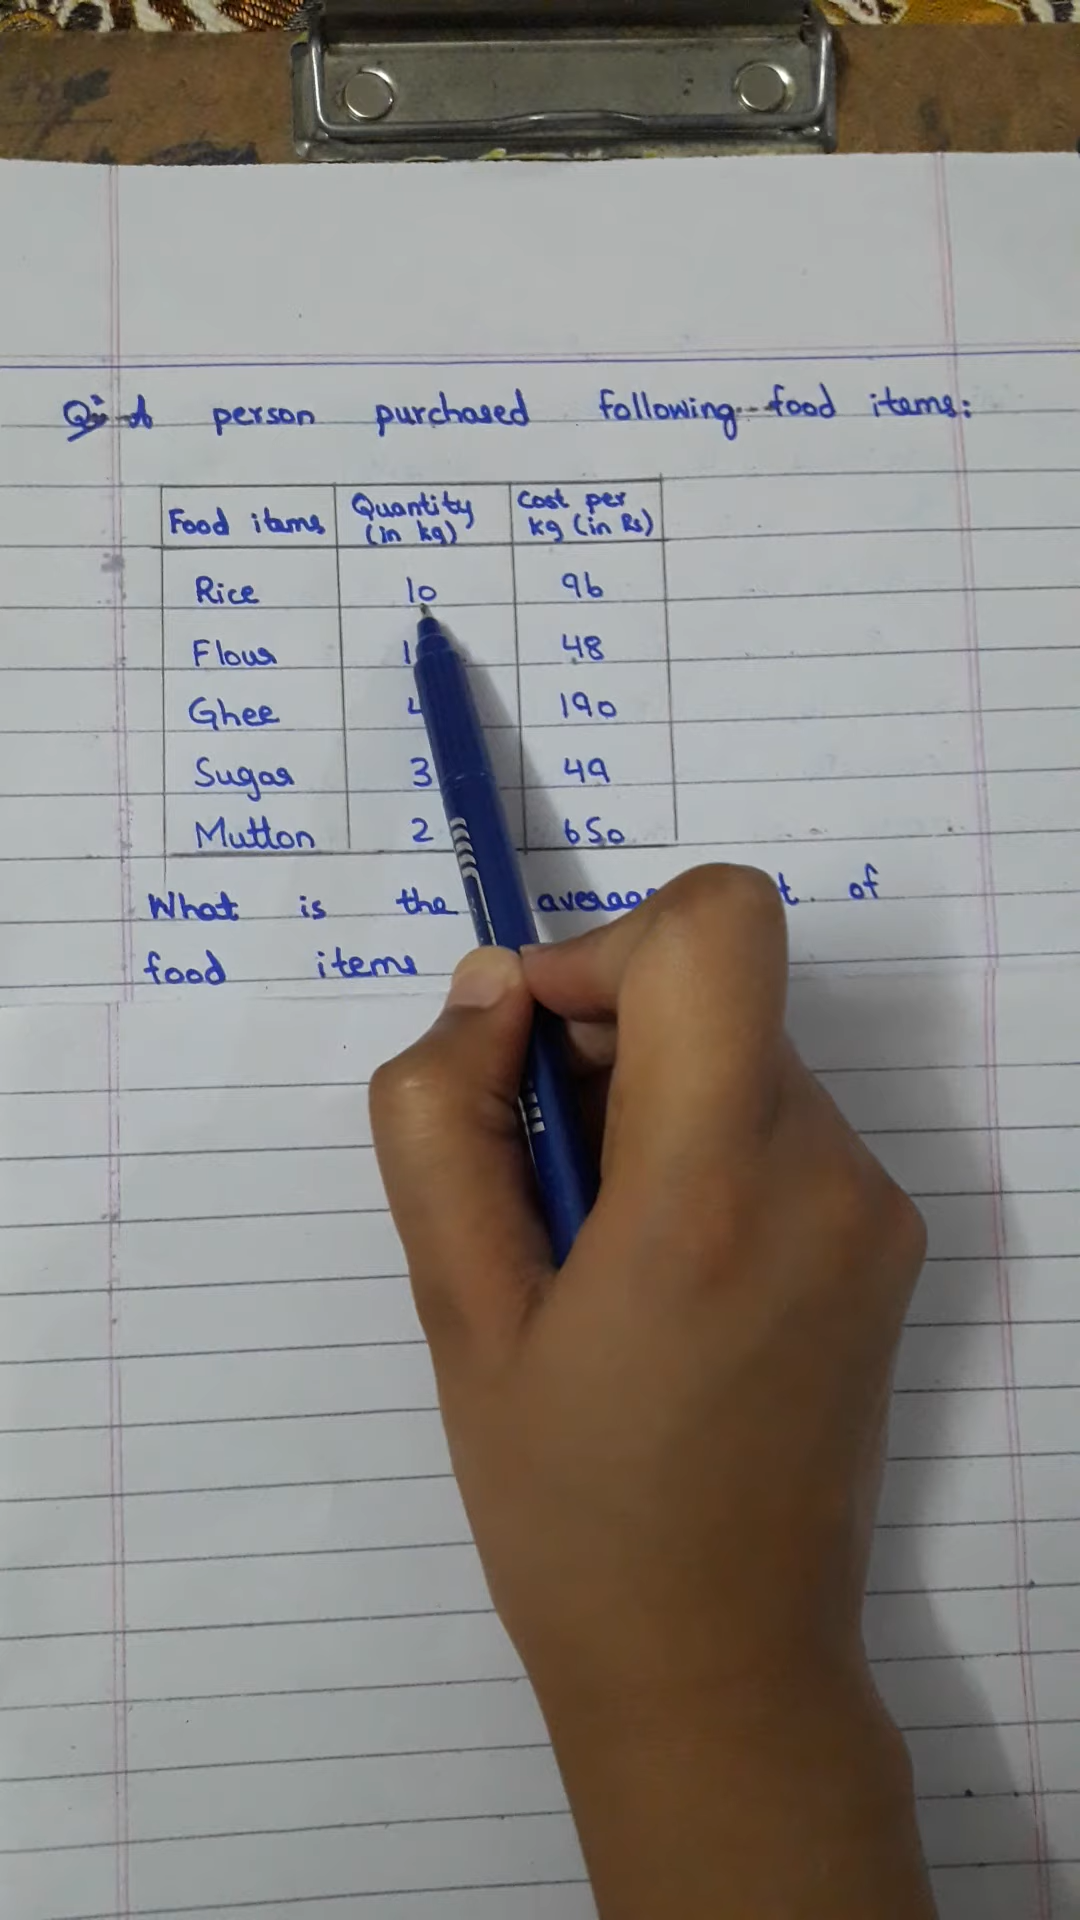 Q:- A person purchased following food items:
Food items Quantity (in kg) Cost per kg (in Rs)
Rice 10 96
Flour 48
Ghee 4 190
Sugar 3 49
Mutton 2 650
What is the of
food items